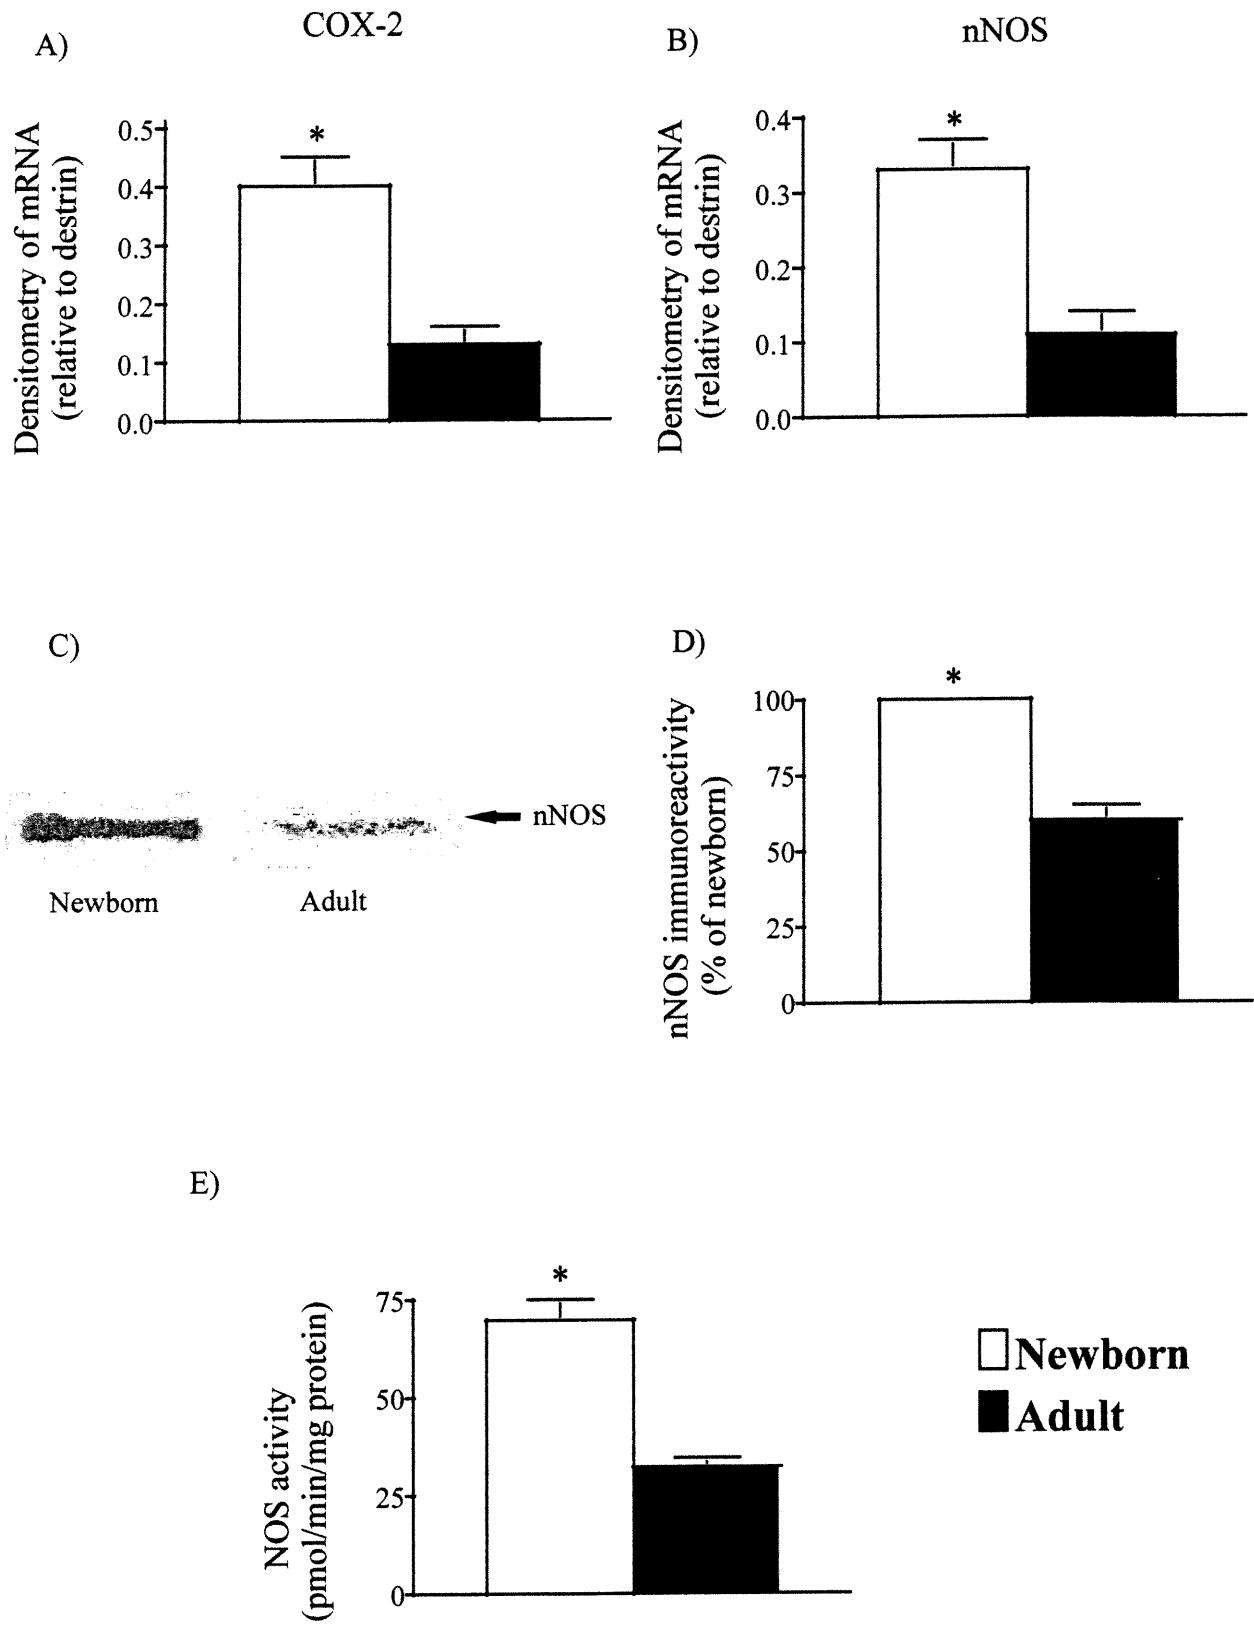 A)
COX-2
Densitometry of mRNA
(relative to destrin)
0.5
*
0.4
0.3
0.2
0.1
0.0
B)
nNOS
Densitometry of mRNA
(relative to destrin)
0.4
*
0.3
0.2
0.1
0.0
C)
nNOS
Newborn
Adult
D)
nNOS immunoreactivity
(% of newborn)
*
100
75
50
25
0
E)
NOS activity
(pmol/min/mg protein)
*
75
50
25
0
Newborn
Adult